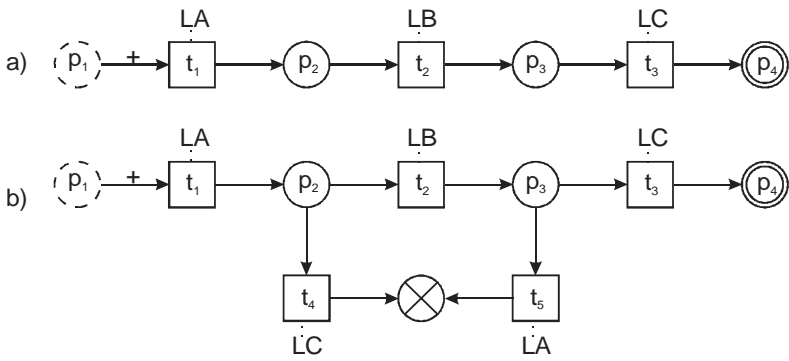 LA LB LC
a) p1 + t1 p2 t2 p3 t3 p4
LA LB LC
b) p1 + t1 p2 t2 p3 t3 p4
t4 t5
LC LA